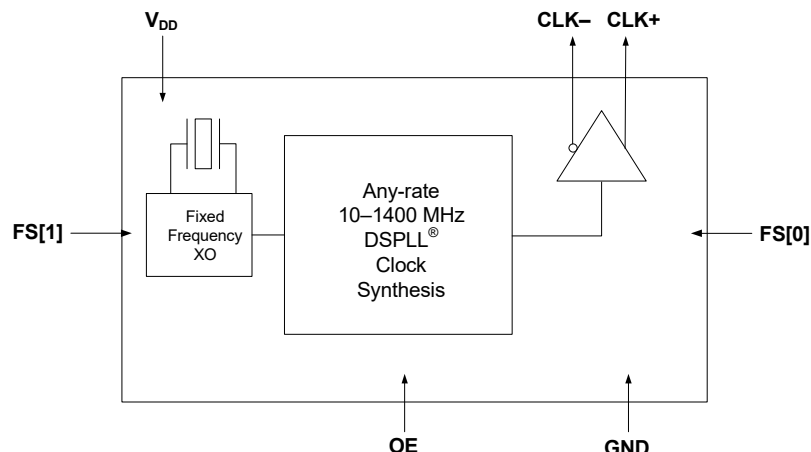 V_DD
CLK– CLK+
Any-rate
10–1400 MHz
DSPLL®
Clock
Synthesis
Fixed
Frequency
XO
FS[1]
FS[0]
OE
GND